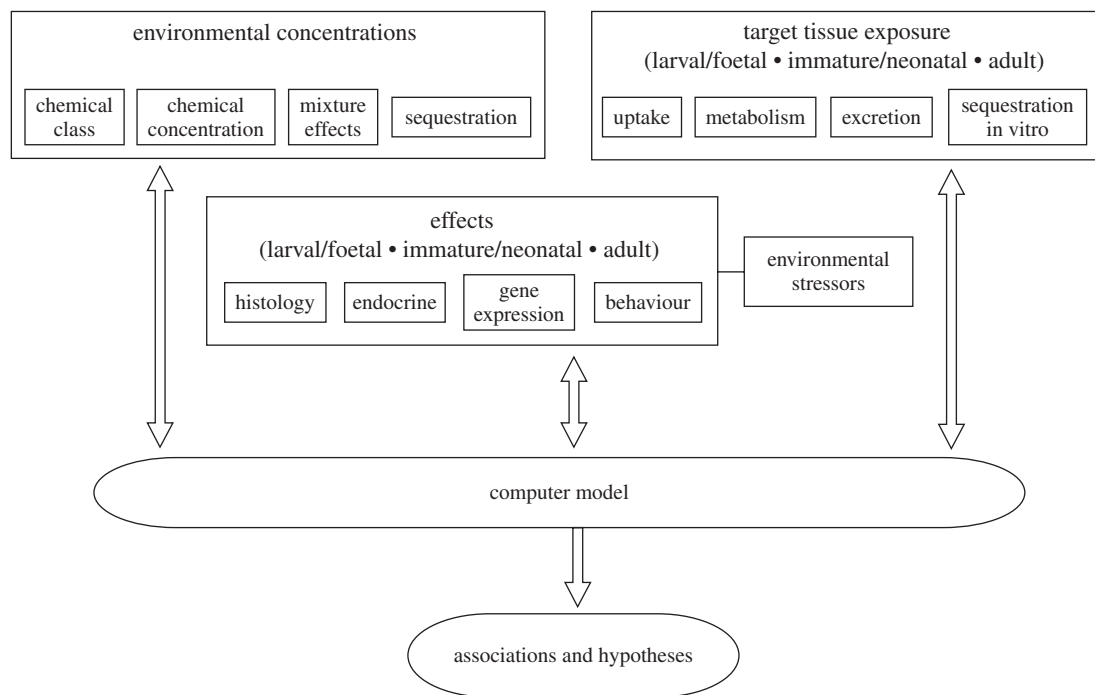 environmental concentrations
chemical
class
chemical
concentration
mixture
effects
sequestration
target tissue exposure
(larval/foetal • immature/neonatal • adult)
uptake
metabolism
excretion
sequestration
in vitro
effects
(larval/foetal • immature/neonatal • adult)
histology
endocrine
gene
expression
behaviour
environmental
stressors
computer model
associations and hypotheses